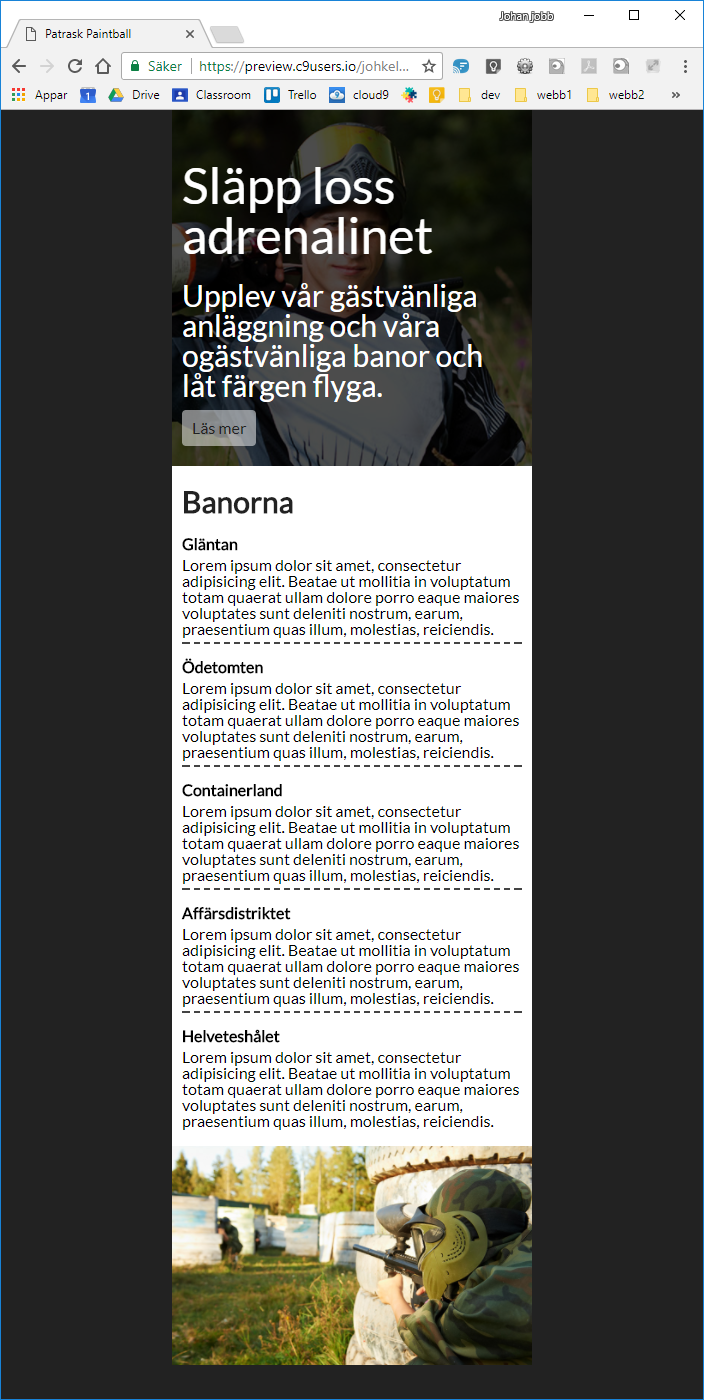 Johan jobb
Patrask Paintball
Säker https://preview.c9users.io/johkel...
Appar 1 Drive Classroom Trello cloud9 dev webb1 webb2 »
Släpp loss
adrenalinet
Upplev vår gästvänliga
anläggning och våra
ogästvänliga banor och
låt färgen flyga.
Läs mer
Banorna
Gläntan
Lorem ipsum dolor sit amet, consectetur
adipisicing elit. Beatae ut mollitia in voluptatum
totam quaerat ullam dolore porro eaque maiores
voluptates sunt deleniti nostrum, earum,
praesentium quas illum, molestias, reiciendis.
Ödetomten
Lorem ipsum dolor sit amet, consectetur
adipisicing elit. Beatae ut mollitia in voluptatum
totam quaerat ullam dolore porro eaque maiores
voluptates sunt deleniti nostrum, earum,
praesentium quas illum, molestias, reiciendis.
Containerland
Lorem ipsum dolor sit amet, consectetur
adipisicing elit. Beatae ut mollitia in voluptatum
totam quaerat ullam dolore porro eaque maiores
voluptates sunt deleniti nostrum, earum,
praesentium quas illum, molestias, reiciendis.
Affärsdistriktet
Lorem ipsum dolor sit amet, consectetur
adipisicing elit. Beatae ut mollitia in voluptatum
totam quaerat ullam dolore porro eaque maiores
voluptates sunt deleniti nostrum, earum,
praesentium quas illum, molestias, reiciendis.
Helveteshålet
Lorem ipsum dolor sit amet, consectetur
adipisicing elit. Beatae ut mollitia in voluptatum
totam quaerat ullam dolore porro eaque maiores
voluptates sunt deleniti nostrum, earum,
praesentium quas illum, molestias, reiciendis.